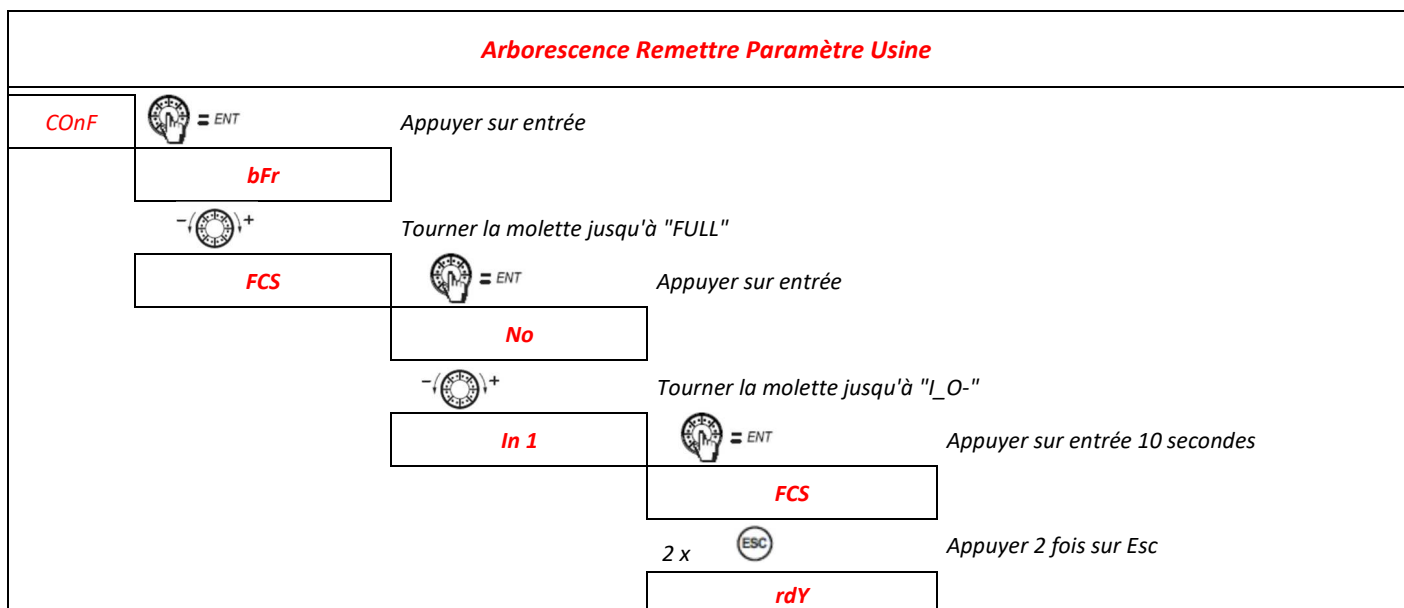 Arborescence Remettre Paramètre Usine
COnF = ENT Appuyer sur entrée
bFr
- + Tourner la molette jusqu'à "FULL"
FCS = ENT Appuyer sur entrée
No
- + Tourner la molette jusqu'à "I_O-"
In 1 = ENT Appuyer sur entrée 10 secondes
FCS
2 x ESC Appuyer 2 fois sur Esc
rdY